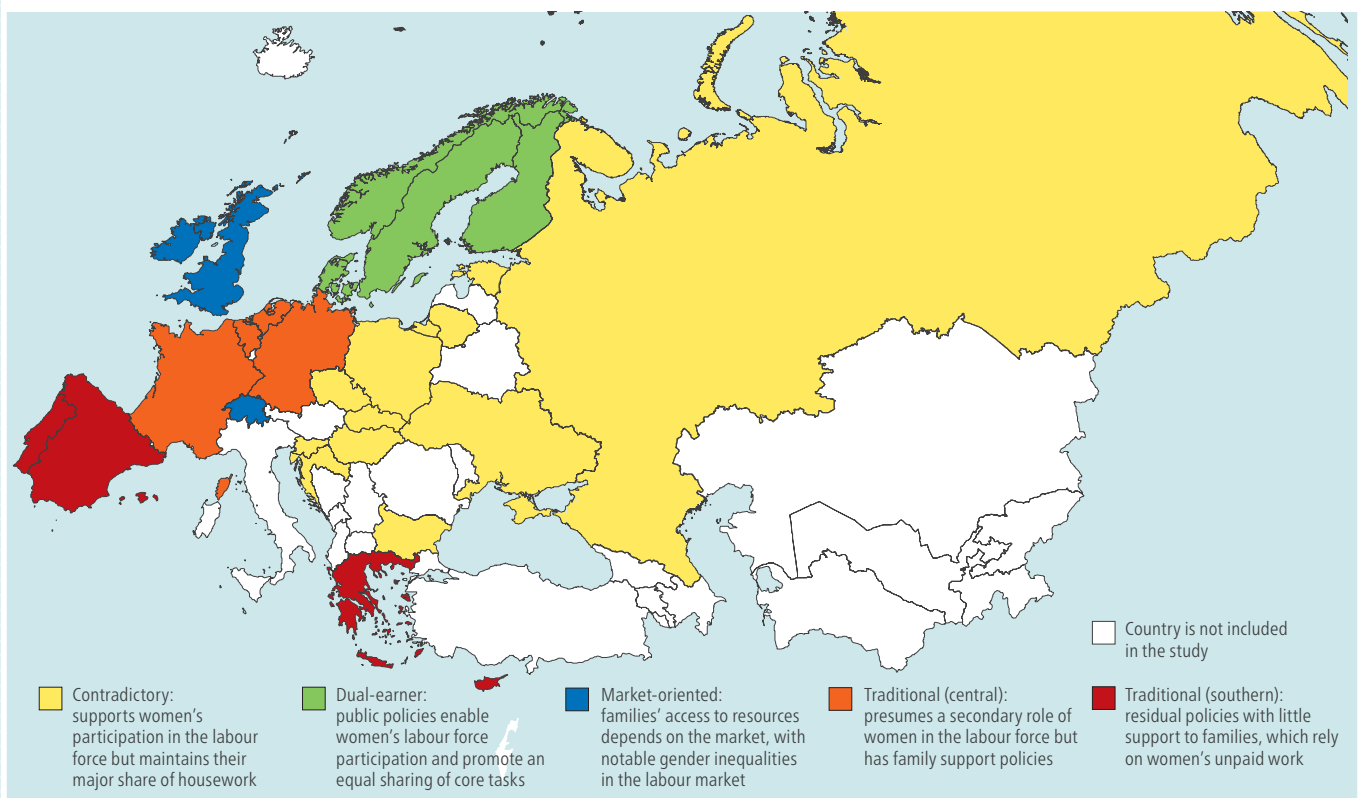 Country is not included
in the study
Contradictory:
supports women's
participation in the labour
force but maintains their
major share of housework
Dual-earner:
public policies enable
women's labour force
participation and promote an
equal sharing of core tasks
Market-oriented:
families' access to resources
depends on the market, with
notable gender inequalities
in the labour market
Traditional (central):
presumes a secondary role of
women in the labour force but
has family support policies
Traditional (southern):
residual policies with little
support to families, which rely
on women's unpaid work